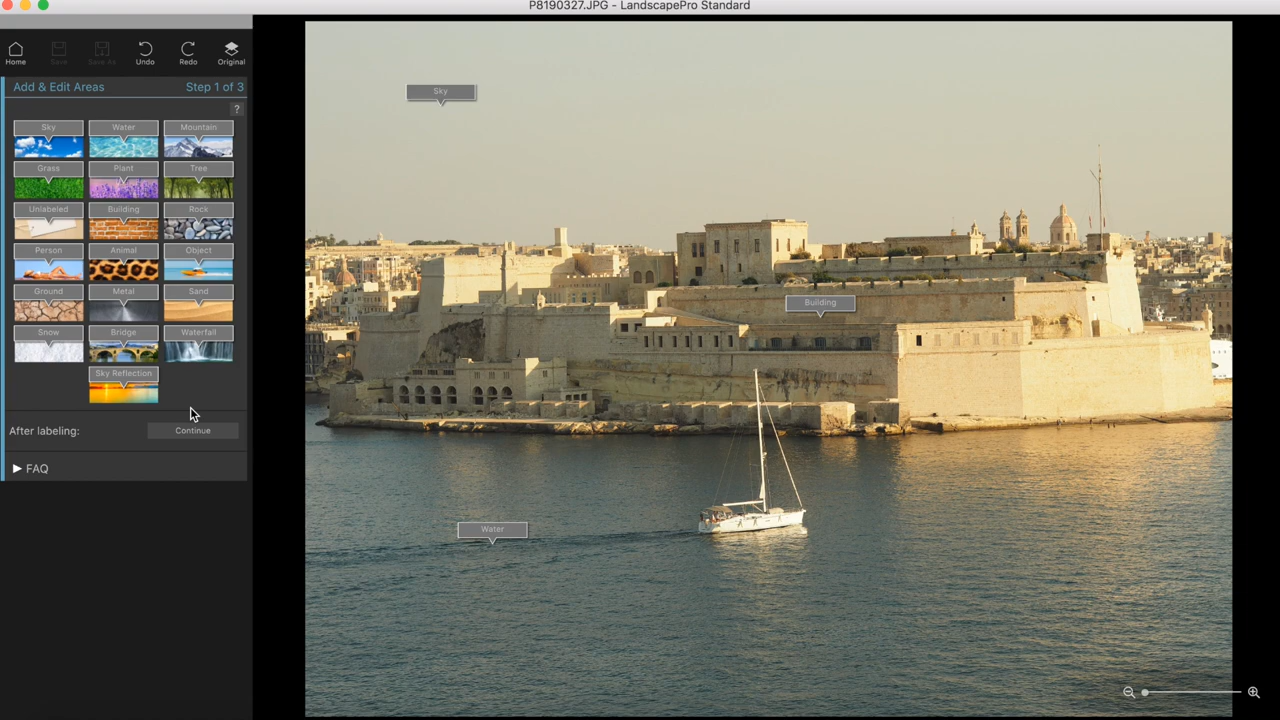 P8190327.JPG - LandscapePro Standard
Home Save Save As Undo Redo Original
Add & Edit Areas Step 1 of 3
?
Sky Water Mountain
Grass Plant Tree
Unlabeled Building Rock
Person Animal Object
Ground Metal Sand
Snow Bridge Waterfall
Sky Reflection
After labeling: Continue
FAQ
Sky
Building
Water